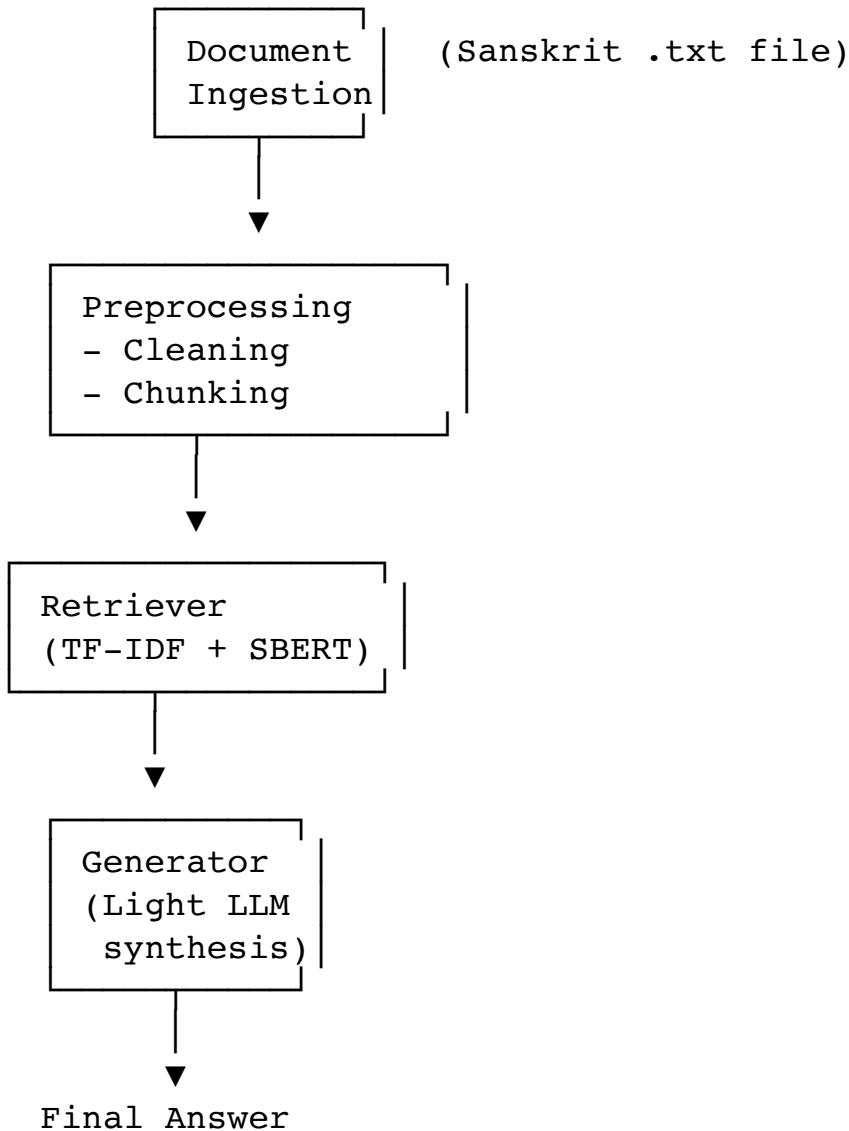 Document (Sanskrit .txt file)
Ingestion
Preprocessing
- Cleaning
- Chunking
Retriever
(TF-IDF + SBERT)
Generator
(Light LLM
synthesis)
Final Answer